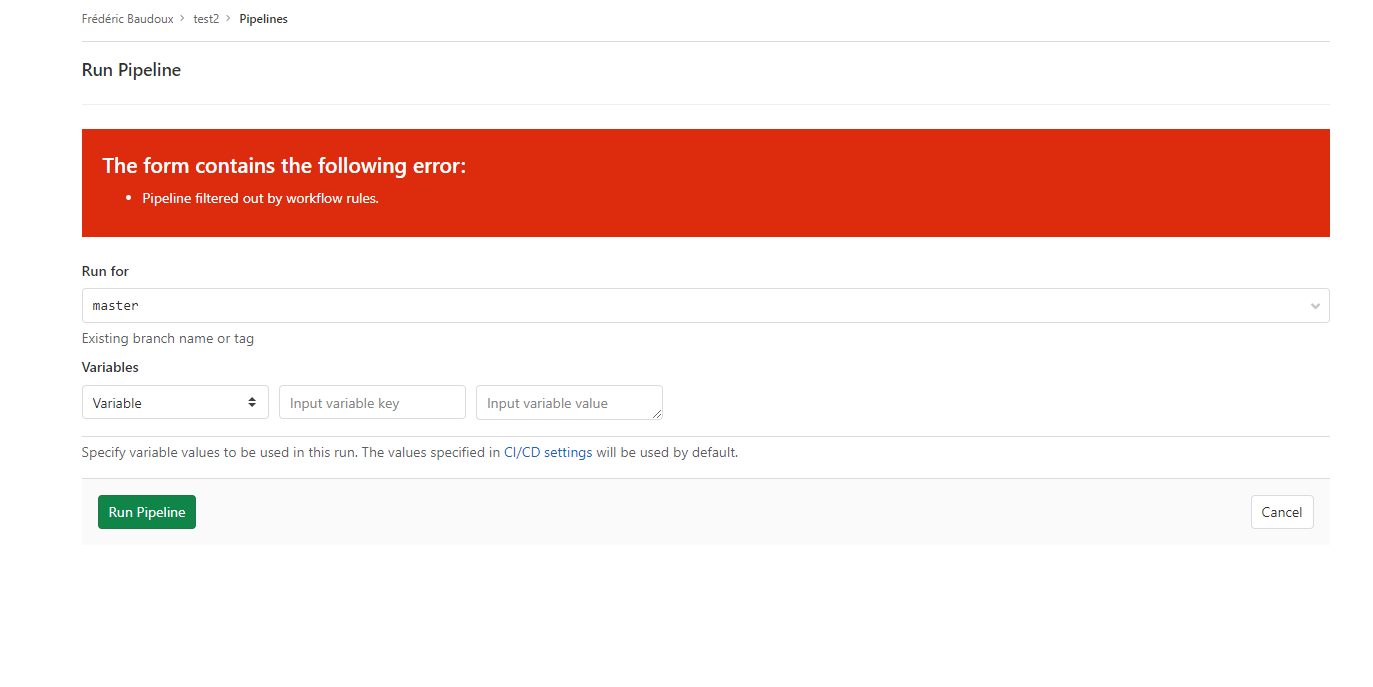 Frédéric Baudoux > test2 > Pipelines
Run Pipeline
The form contains the following error:
• Pipeline filtered out by workflow rules.
Run for
master
Existing branch name or tag
Variables
Variable Input variable key Input variable value
Specify variable values to be used in this run. The values specified in CI/CD settings will be used by default.
Run Pipeline Cancel